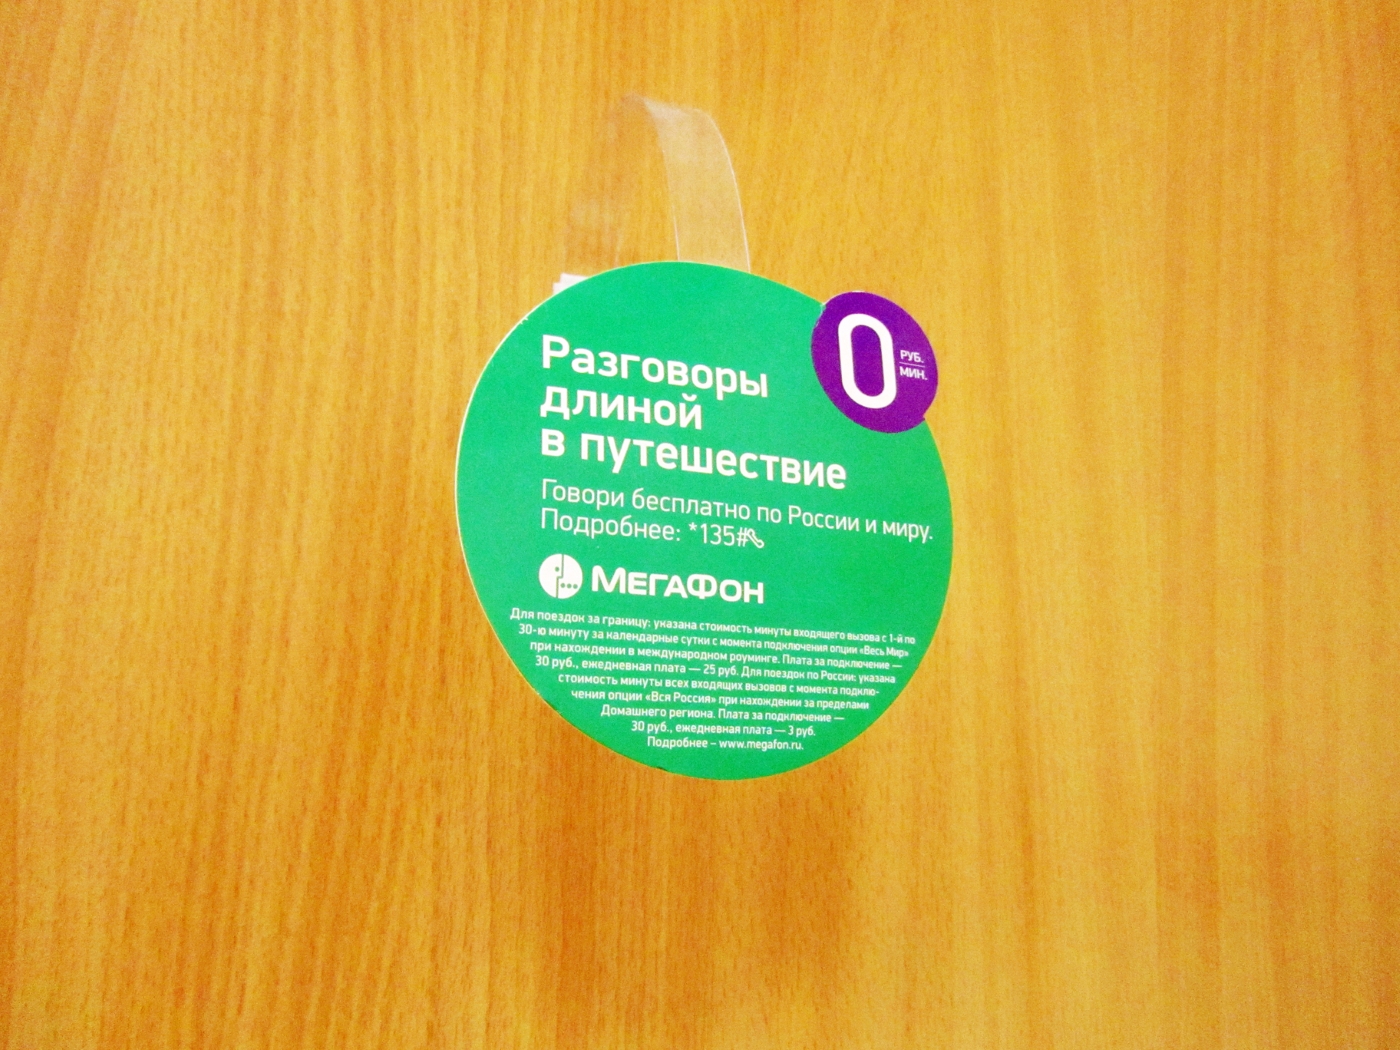 0 РУБ.
МИН.
Разговоры
длиной
в путешествие
Говори бесплатно по России и миру.
Подробнее: *135#
МЕГАФОН
Для поездок за границу: указана стоимость минуты входящего вызова с 1-й по
30-ю минуту за календарные сутки с момента подключения опции «Весь Мир»
при нахождении в международном роуминге. Плата за подключение —
30 руб., ежедневная плата — 25 руб. Для поездок по России: указана
стоимость минуты всех входящих вызовов с момента подклю-
чения опции «Вся Россия» при нахождении за пределами
Домашнего региона. Плата за подключение —
30 руб., ежедневная плата — 3 руб.
Подробнее – www.megafon.ru.